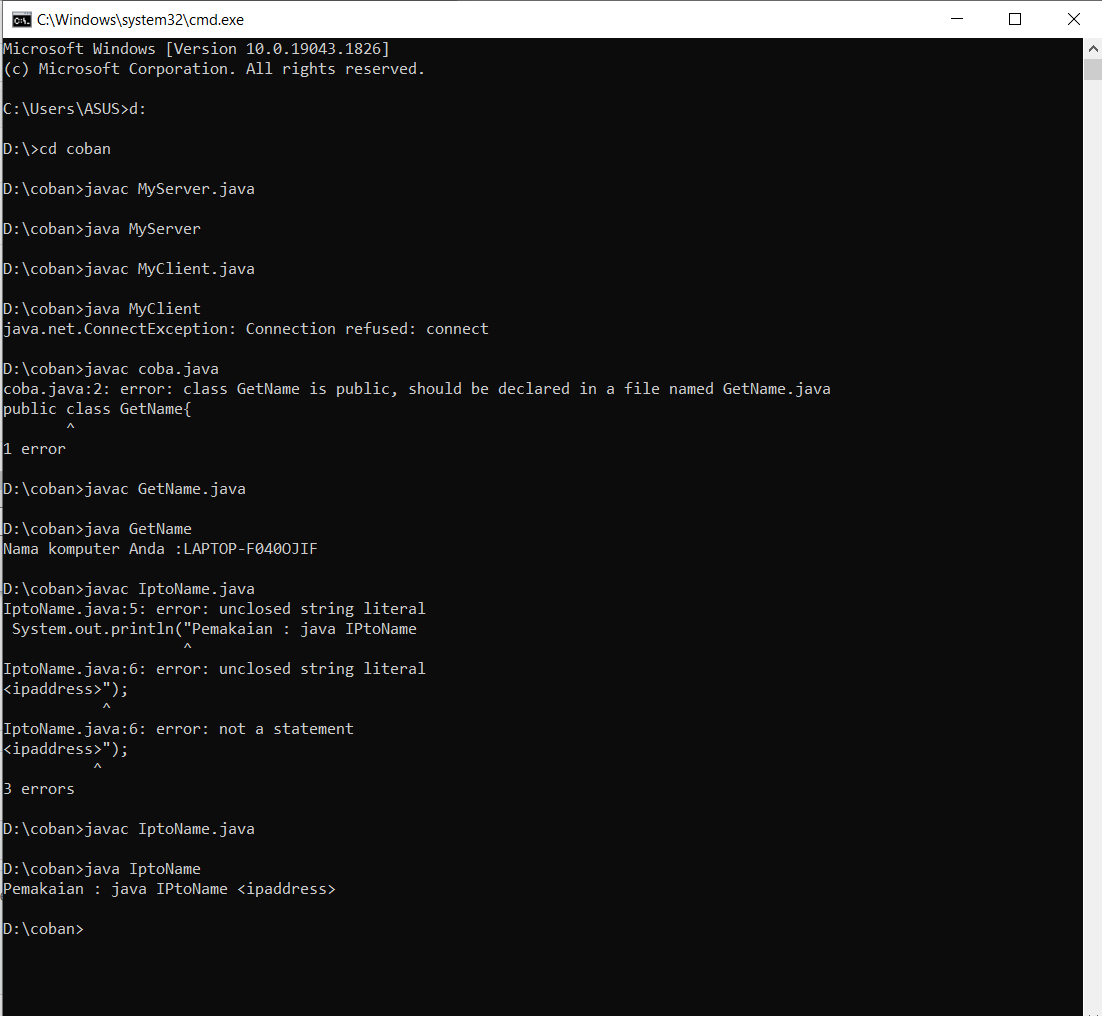 C:\Windows\system32\cmd.exe
Microsoft Windows [Version 10.0.19043.1826]
(c) Microsoft Corporation. All rights reserved.
C:\Users\ASUS>d:
D:\>cd coban
D:\coban>javac MyServer.java
D:\coban>java MyServer
D:\coban>javac MyClient.java
D:\coban>java MyClient
java.net.ConnectException: Connection refused: connect
D:\coban>javac coba.java
coba.java:2: error: class GetName is public, should be declared in a file named GetName.java
public class GetName{
       ^
1 error
D:\coban>javac GetName.java
D:\coban>java GetName
Nama komputer Anda :LAPTOP-F040OJIF
D:\coban>javac IptoName.java
IptoName.java:5: error: unclosed string literal
 System.out.println("Pemakaian : java IPtoName
                    ^
IptoName.java:6: error: unclosed string literal
<ipaddress>");
           ^
IptoName.java:6: error: not a statement
<ipaddress>");
          ^
3 errors
D:\coban>javac IptoName.java
D:\coban>java IptoName
Pemakaian : java IPtoName <ipaddress>
D:\coban>